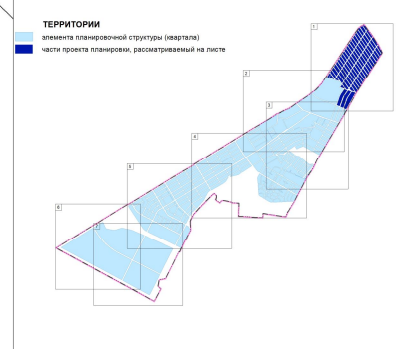 ТЕРРИТОРИИ
элемента планировочной структуры (квартала)
части проекта планировки, рассматриваемый на листе
1
2
3
4
5
6
7